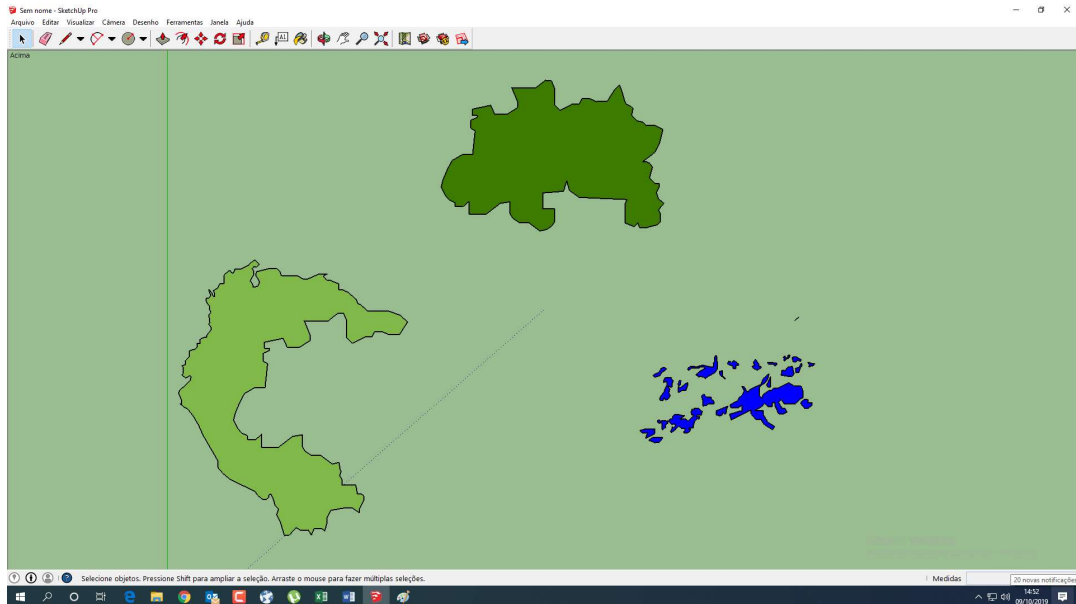 Sem nome - SketchUp Pro
Arquivo Editar Visualizar Câmera Desenho Ferramentas Janela Ajuda
Acima
Selecione objetos. Pressione Shift para ampliar a seleção. Arraste o mouse para fazer múltiplas seleções.
Medidas
20 novas notificações
14:52
09/10/2019